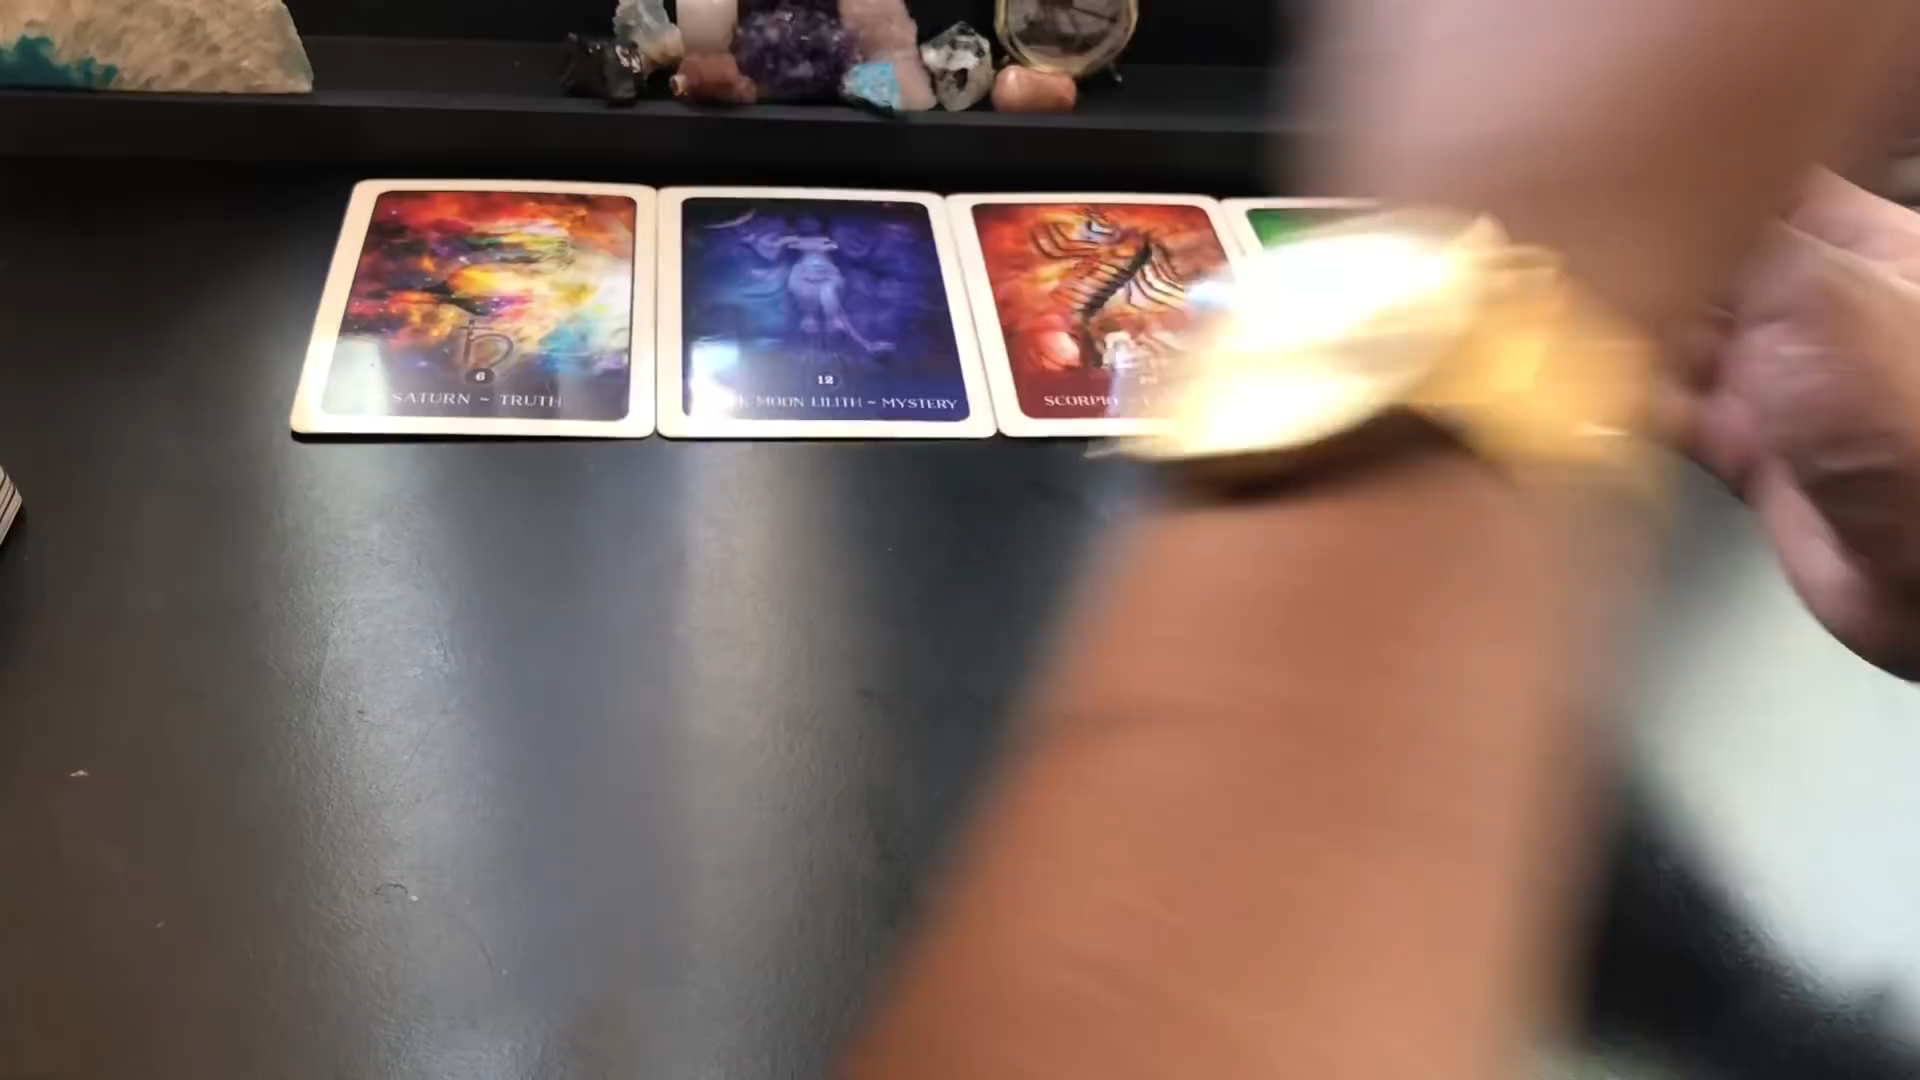 6
SATURN ~ TRUTH
12
MOON LILITH ~ MYSTERY
SCORPIO